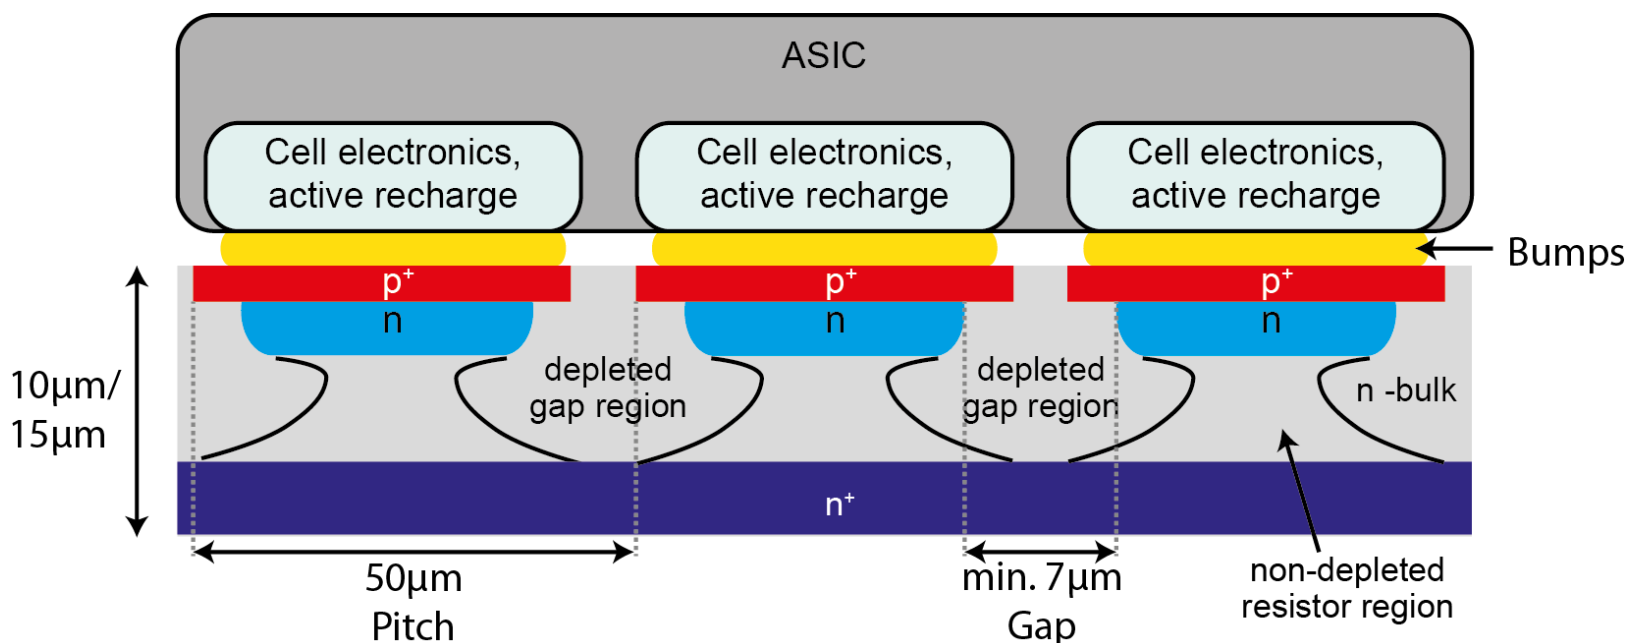 ASIC
Cell electronics,
active recharge
Cell electronics,
active recharge
Cell electronics,
active recharge
Bumps
p⁺
p⁺
p⁺
n
n
n
depleted
gap region
depleted
gap region
n -bulk
10µm/
15µm
n⁺
50µm
Pitch
min. 7µm
Gap
non-depleted
resistor region